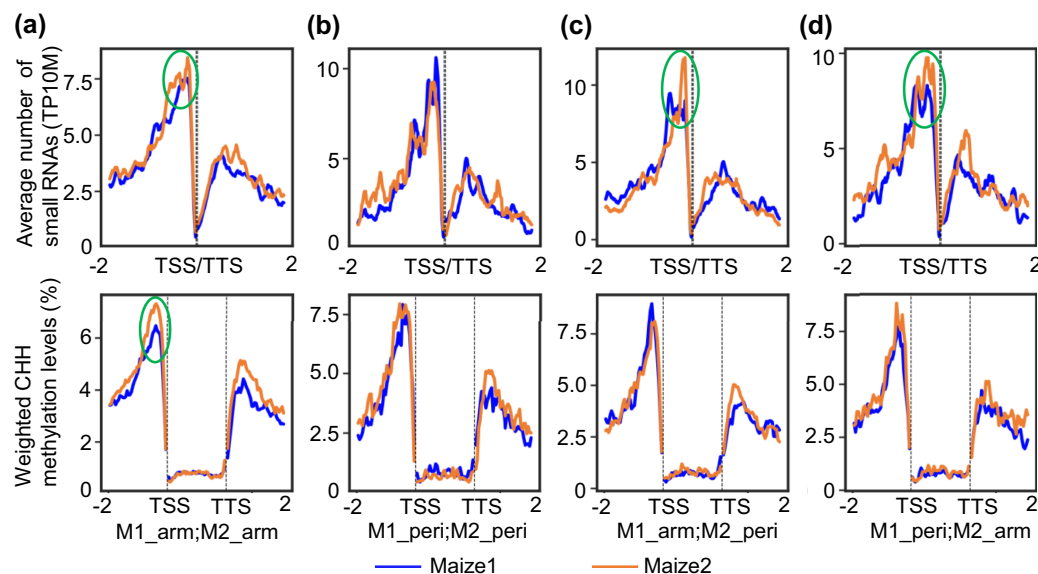 (a) (b) (c) (d)
Average number of
small RNAs (TP10M)
7.5
5.0
2.5
0
10
5
0
10
5
0
10
5
0
-2 TSS/TTS 2
-2 TSS/TTS 2
-2 TSS/TTS 2
-2 TSS/TTS 2
Weighted CHH
methylation levels (%)
6
4
2
0
7.5
5.0
2.5
0
7.5
5.0
2.5
0
7.5
5.0
2.5
0
-2 TSS TTS 2
-2 TSS TTS 2
-2 TSS TTS 2
-2 TSS TTS 2
M1_arm;M2_arm
M1_peri;M2_peri
M1_arm;M2_peri
M1_peri;M2_arm
Maize1 Maize2